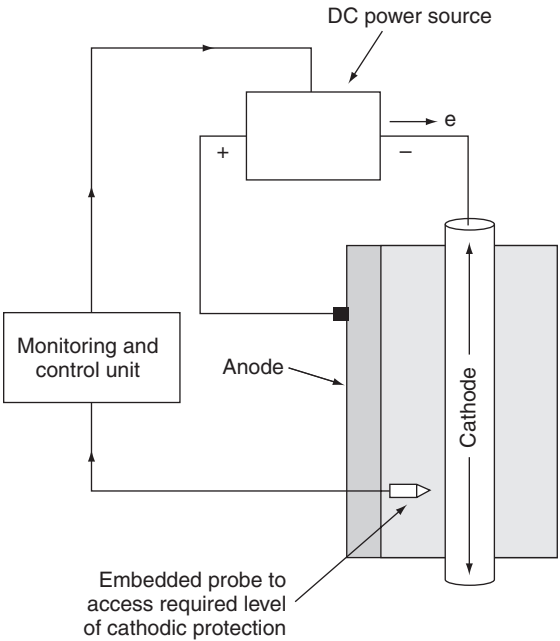 DC power source
e
+
−
Monitoring and
control unit
Anode
Cathode
Embedded probe to
access required level
of cathodic protection